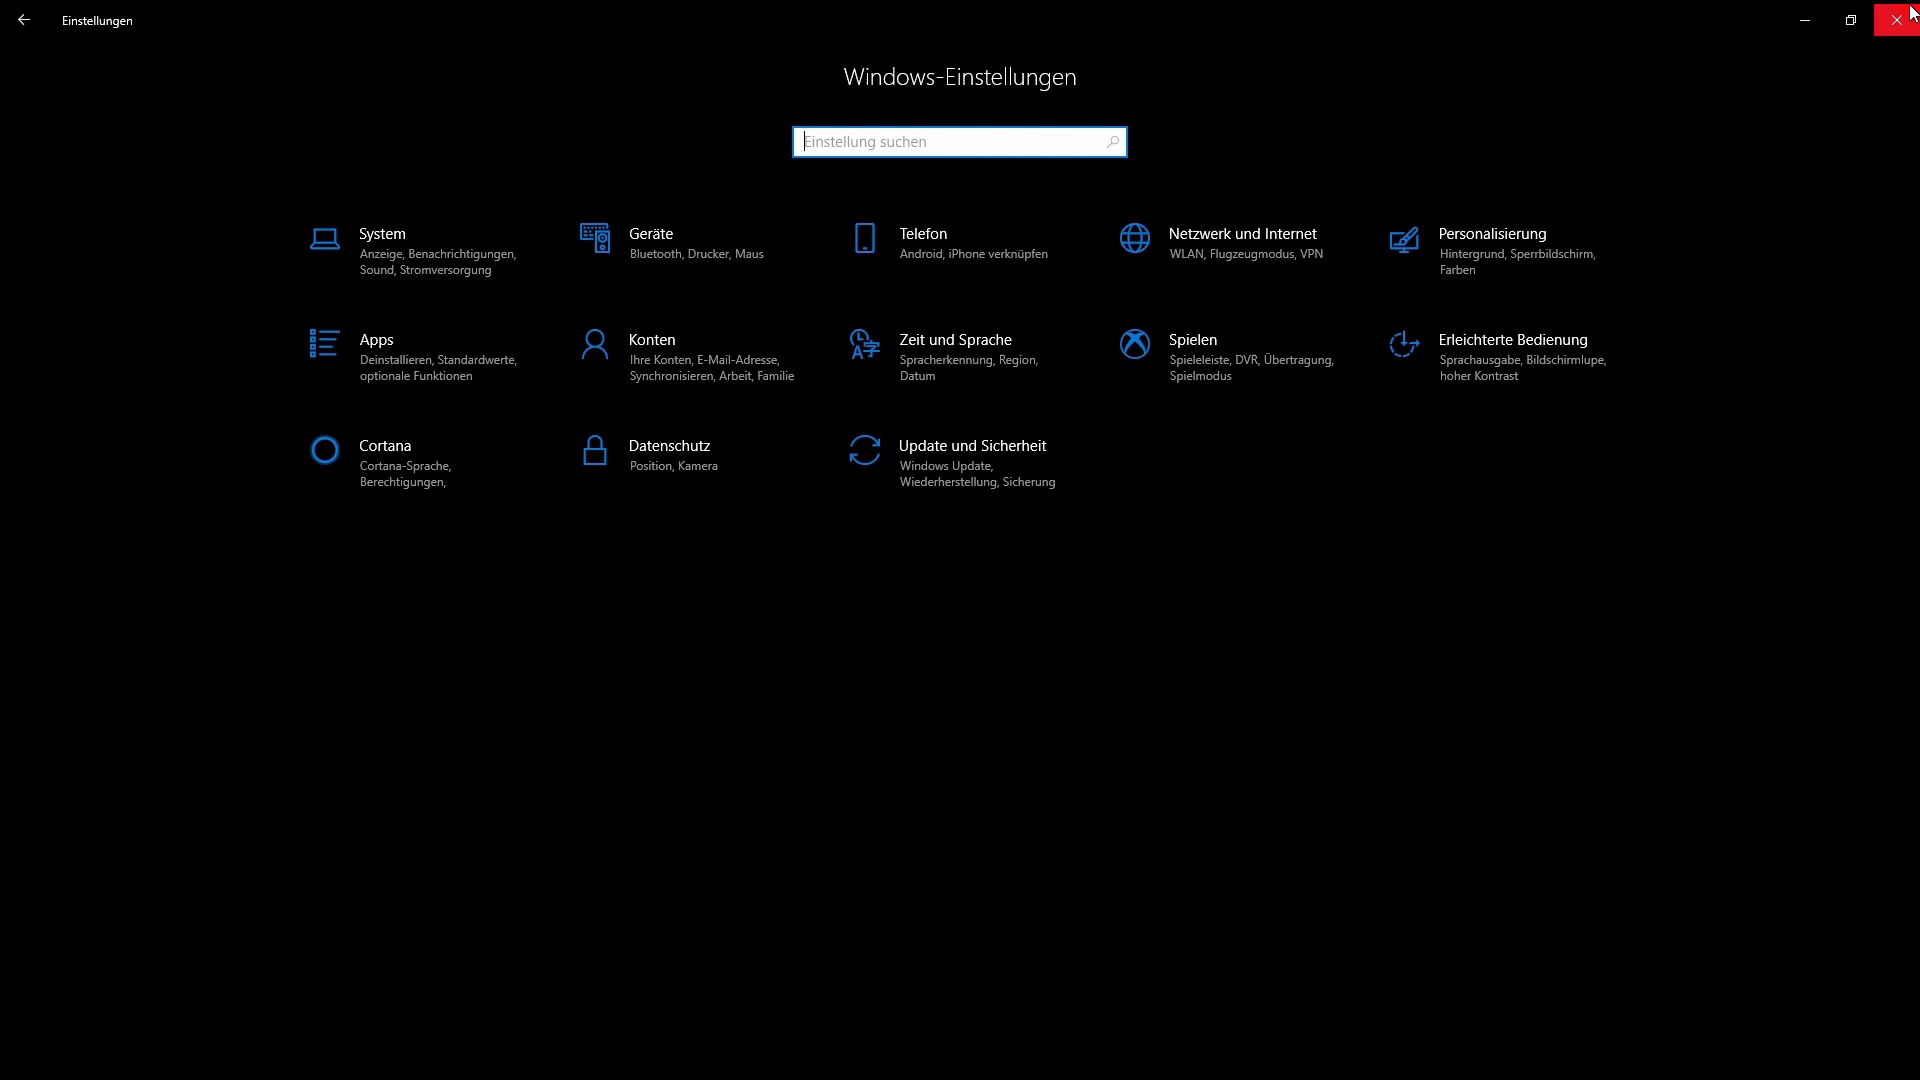 Einstellungen
Windows-Einstellungen
Einstellung suchen
System
Anzeige, Benachrichtigungen,
Sound, Stromversorgung
Geräte
Bluetooth, Drucker, Maus
Telefon
Android, iPhone verknüpfen
Netzwerk und Internet
WLAN, Flugzeugmodus, VPN
Personalisierung
Hintergrund, Sperrbildschirm,
Farben
Apps
Deinstallieren, Standardwerte,
optionale Funktionen
Konten
Ihre Konten, E-Mail-Adresse,
Synchronisieren, Arbeit, Familie
Zeit und Sprache
Spracherkennung, Region,
Datum
Spielen
Spieleleiste, DVR, Übertragung,
Spielmodus
Erleichterte Bedienung
Sprachausgabe, Bildschirmlupe,
hoher Kontrast
Cortana
Cortana-Sprache,
Berechtigungen,
Datenschutz
Position, Kamera
Update und Sicherheit
Windows Update,
Wiederherstellung, Sicherung